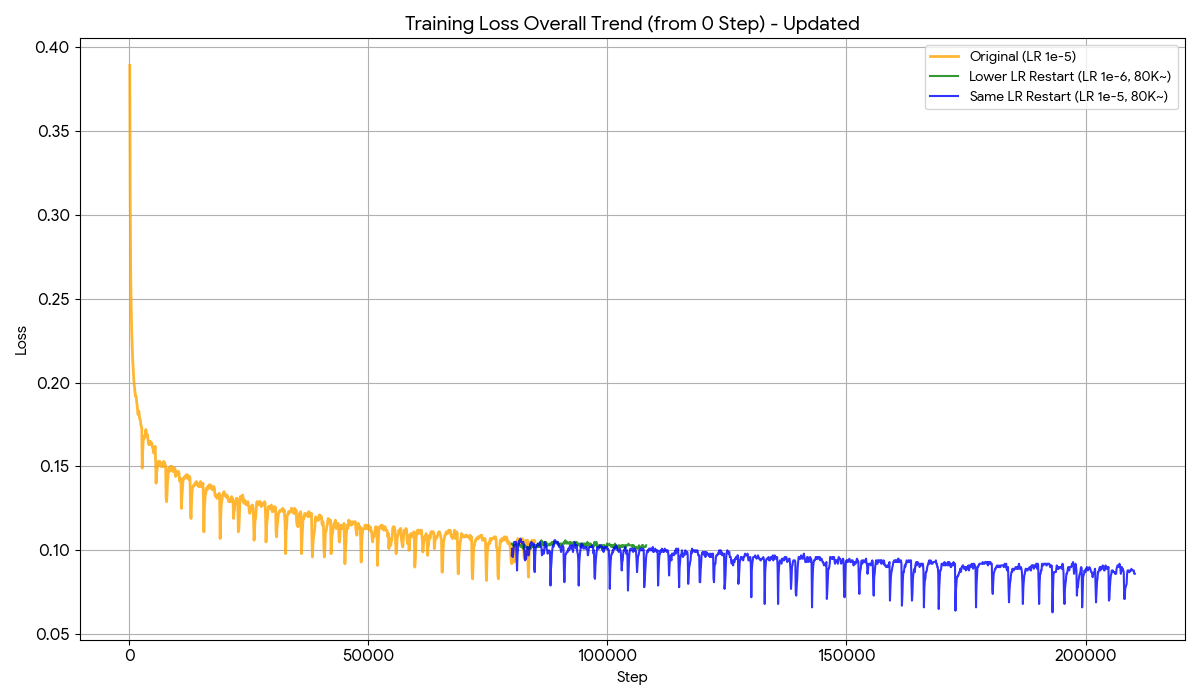 Training Loss Overall Trend (from 0 Step) - Updated
Original (LR 1e-5)
Lower LR Restart (LR 1e-6, 80K~)
Same LR Restart (LR 1e-5, 80K~)
0.40
0.35
0.30
0.25
0.20
0.15
0.10
0.05
Loss
0
50000
100000
150000
200000
Step